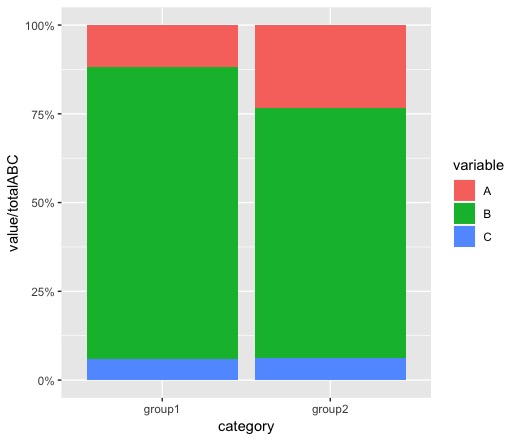 100%
75%
50%
25%
0%
value/totalABC
group1 group2
category
variable
A
B
C